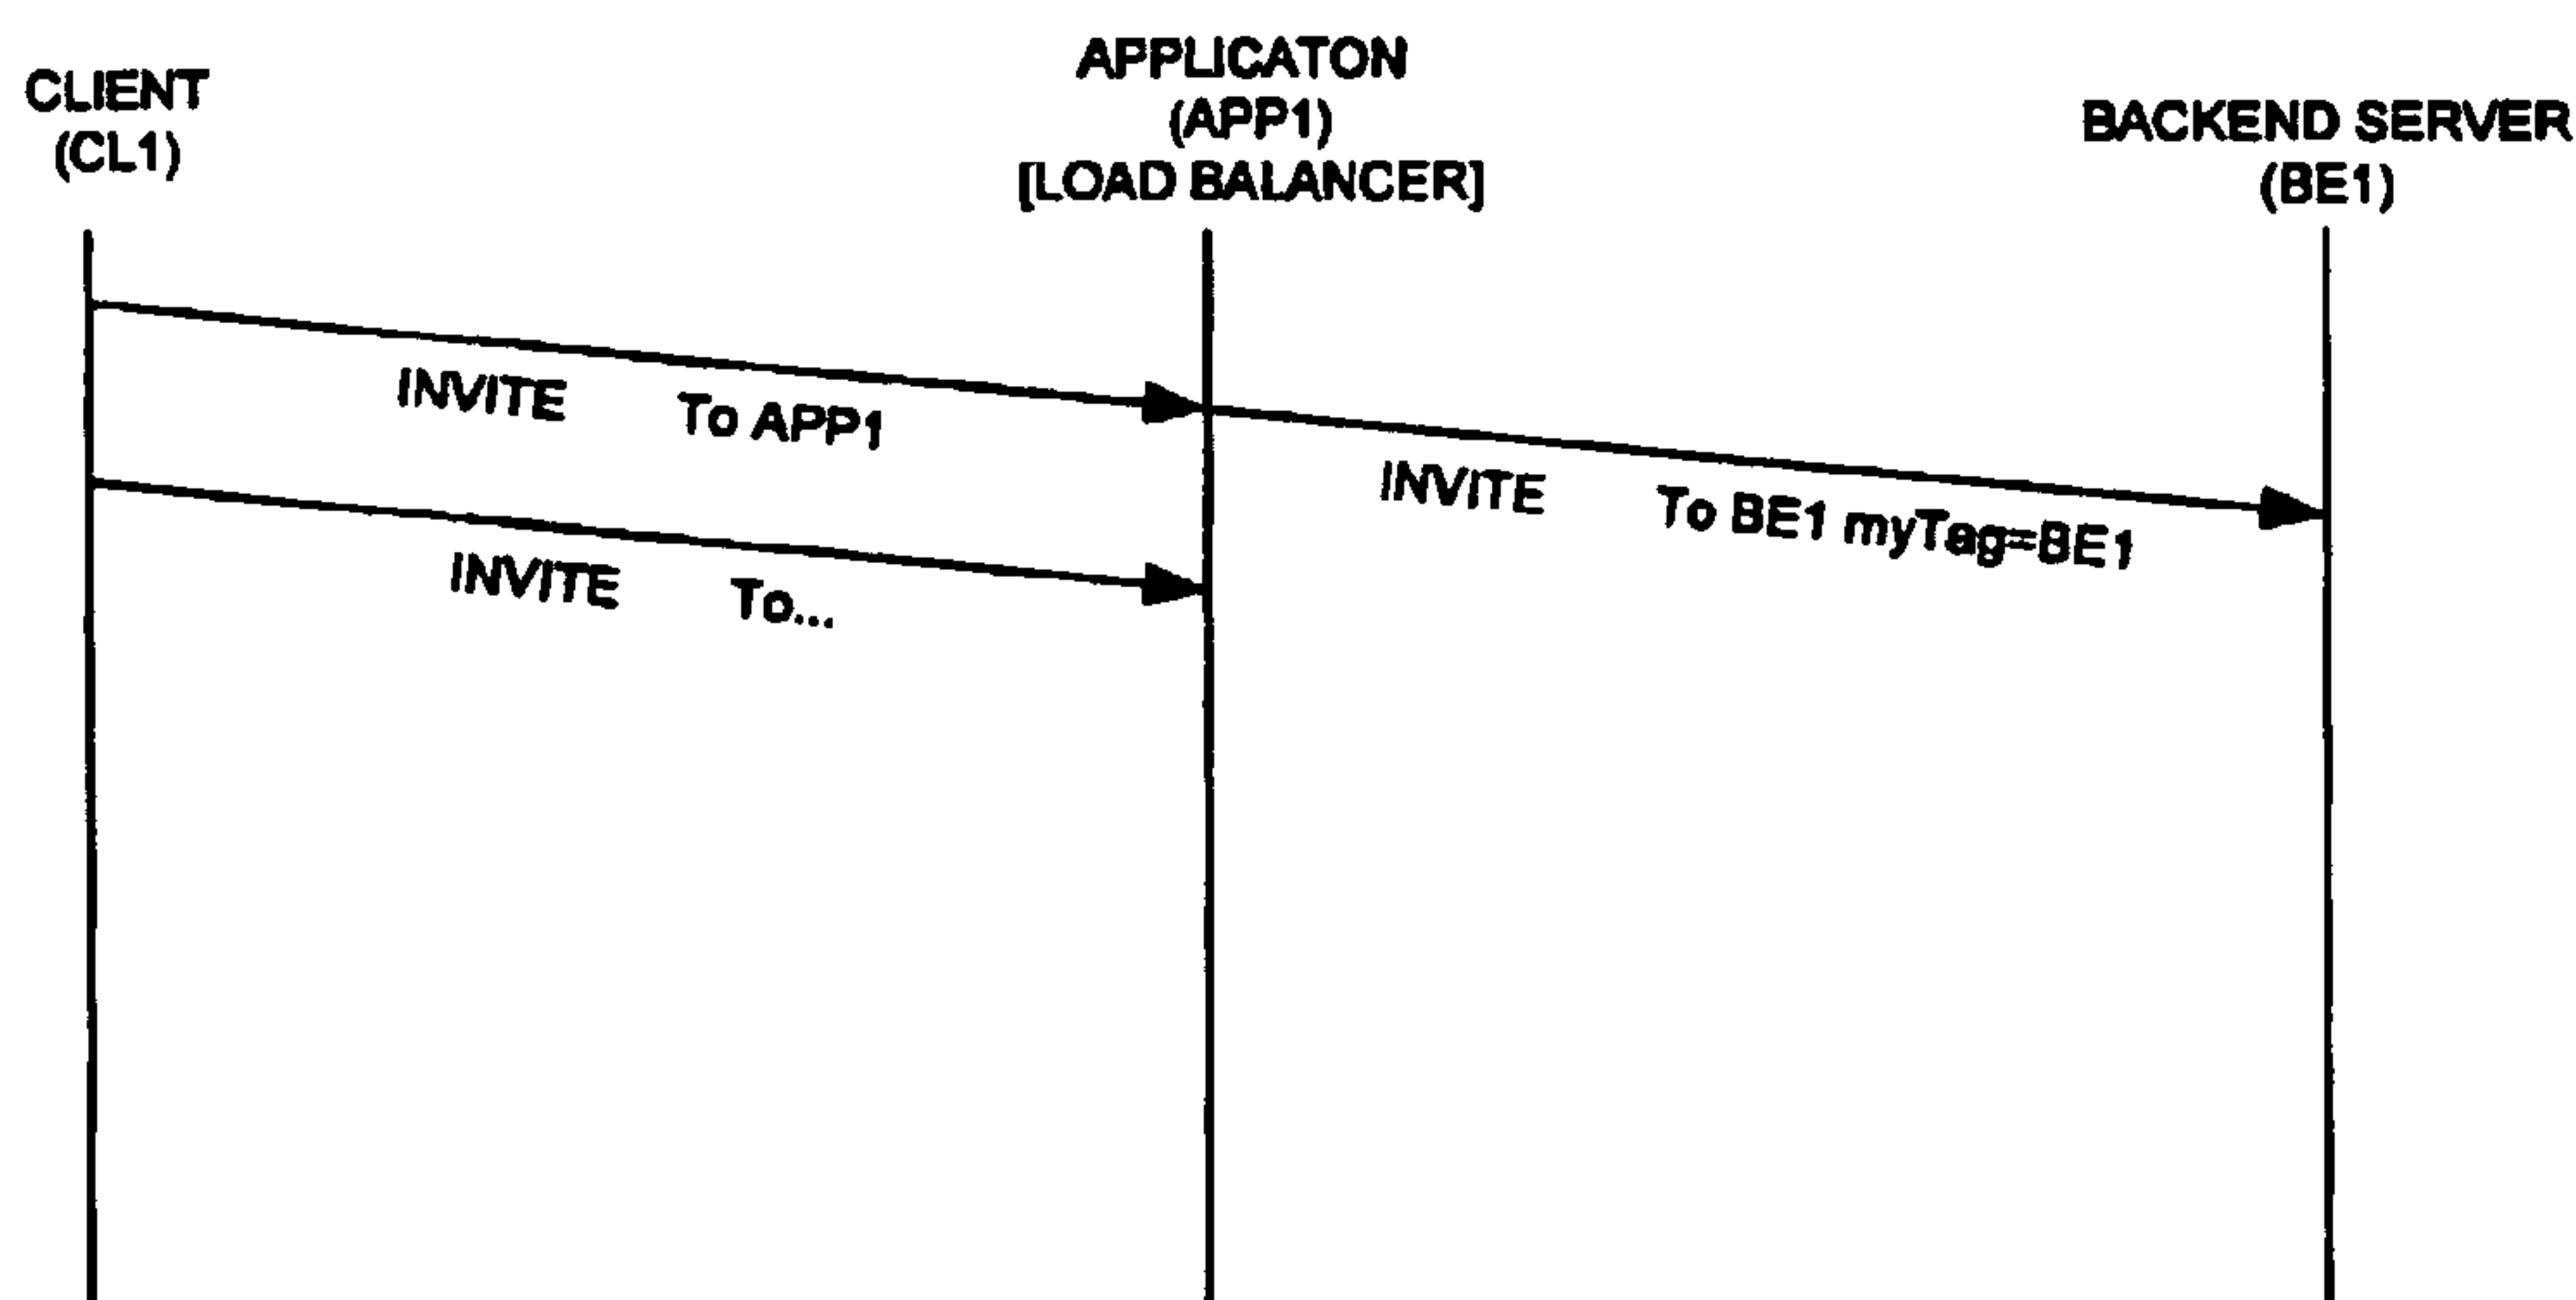 CLIENT
(CL1)
APPLICATON
(APP1)
[LOAD BALANCER]
BACKEND SERVER
(BE1)
INVITE To APP1
INVITE To BE1 myTag=BE1
INVITE To...